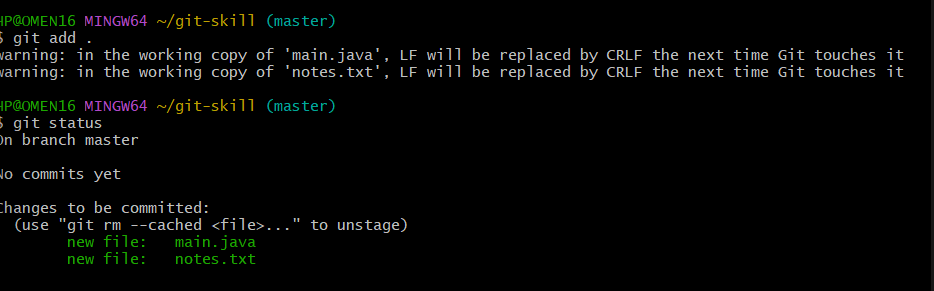 HP@OMEN16 MINGW64 ~/git-skill (master)
$ git add .
warning: in the working copy of 'main.java', LF will be replaced by CRLF the next time Git touches it
warning: in the working copy of 'notes.txt', LF will be replaced by CRLF the next time Git touches it
HP@OMEN16 MINGW64 ~/git-skill (master)
$ git status
On branch master
No commits yet
Changes to be committed:
(use "git rm --cached <file>..." to unstage)
new file: main.java
new file: notes.txt